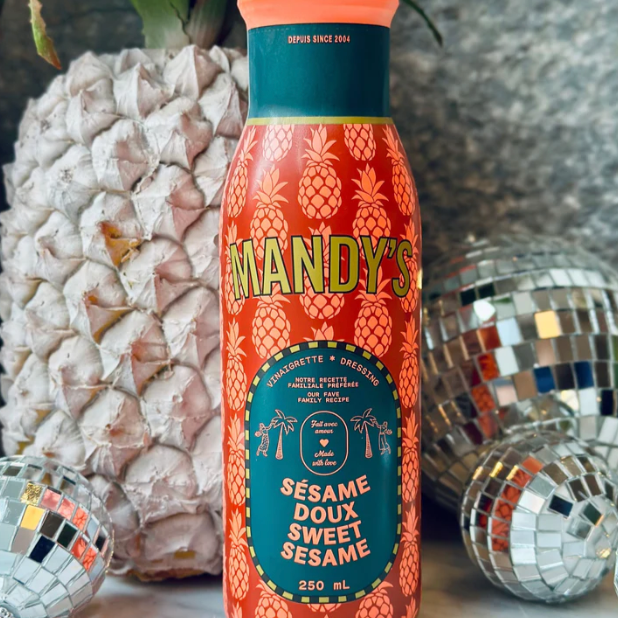 DEPUIS SINCE 2004
MANDY'S
VINAIGRETTE * DRESSING
NOTRE RECETTE
FAMILIALE PRÉFÉRÉE
OUR FAVE
FAMILY RECIPE
Fait avec
amour
Made
with love
SÉSAME
DOUX
SWEET
SESAME
250 mL